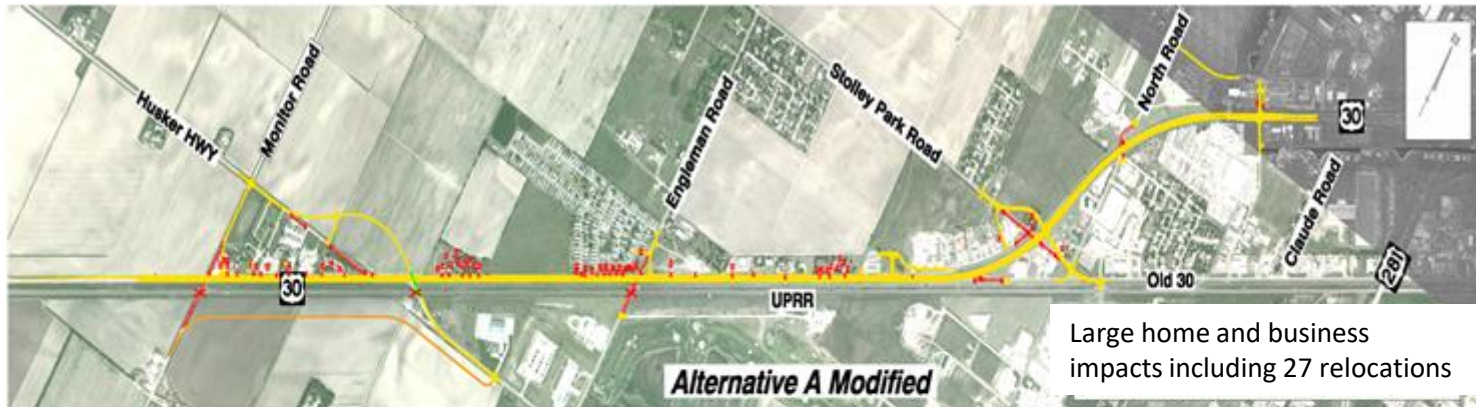 Husker HWY
Monitor Road
Engleman Road
Stolley Park Road
North Road
30
Claude Road
281
30
UPRR
Old 30
Alternative A Modified
Large home and business
impacts including 27 relocations